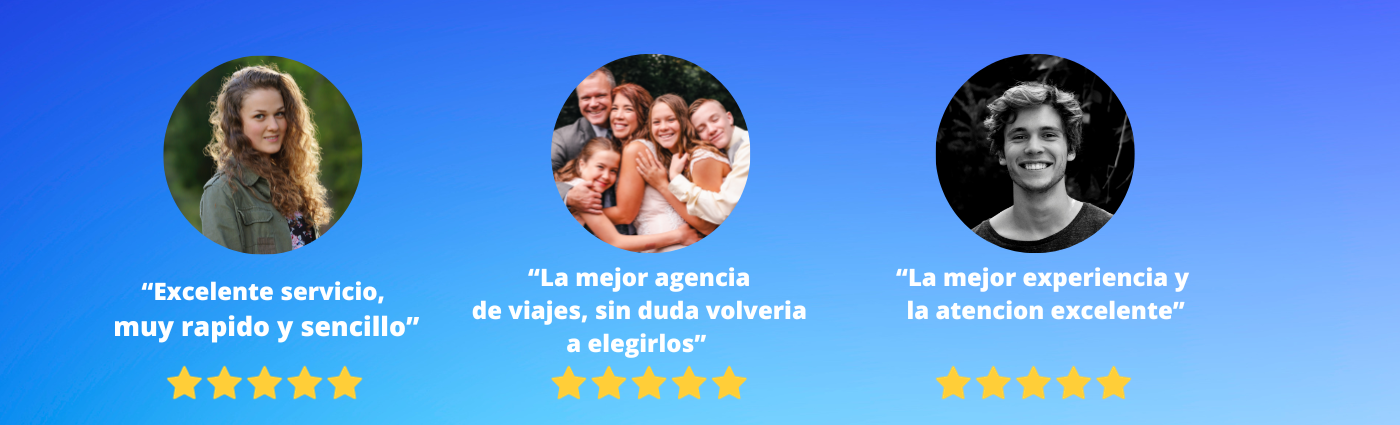 “Excelente servicio,
muy rapido y sencillo”
“La mejor agencia
de viajes, sin duda volveria
a elegirlos”
“La mejor experiencia y
la atencion excelente”